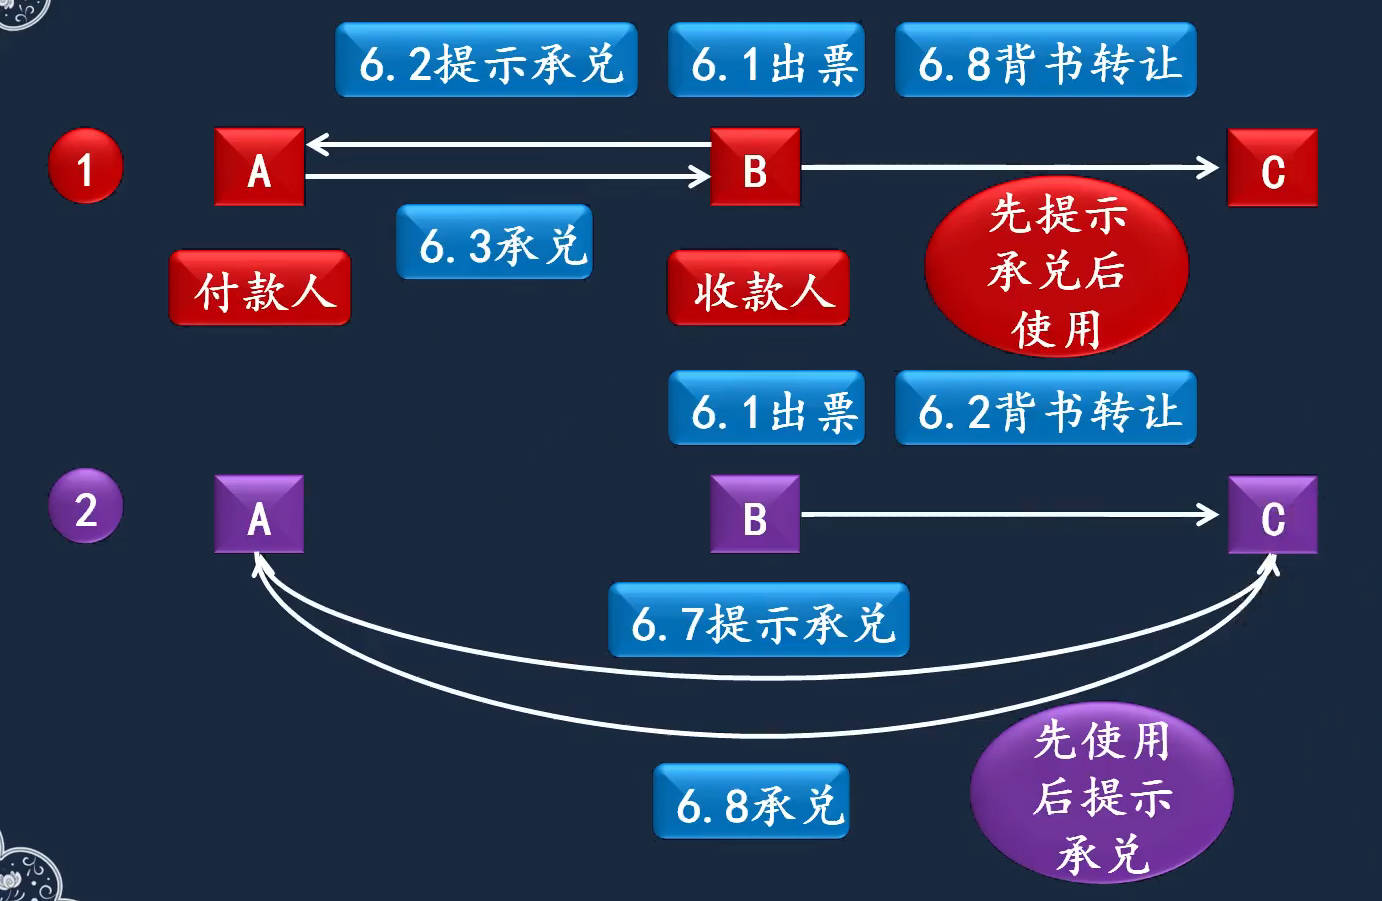 6.2提示承兑
6.1出票
6.8背书转让
1
A
B
C
6.3承兑
付款人
收款人
先提示
承兑后
使用
6.1出票
6.2背书转让
2
A
B
C
6.7提示承兑
6.8承兑
先使用
后提示
承兑